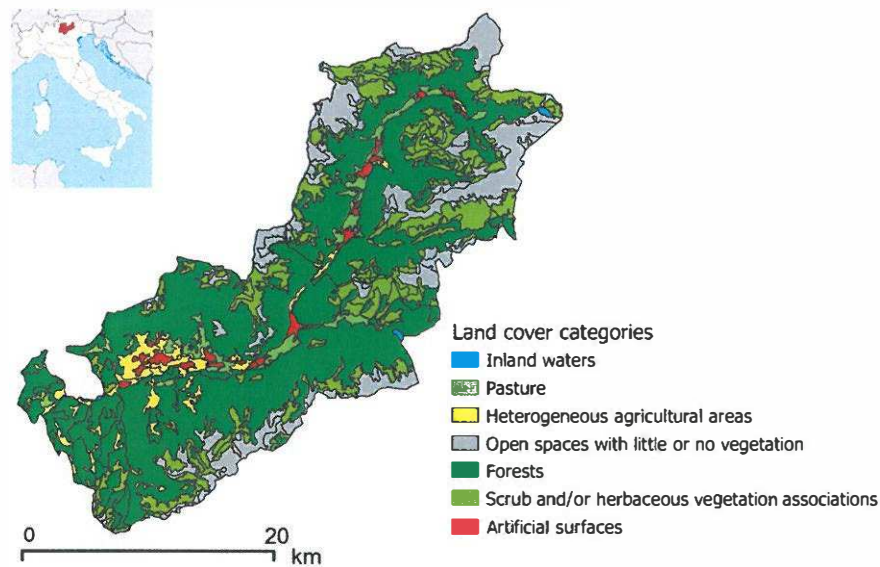 Land cover categories
Inland waters
Pasture
Heterogeneous agricultural areas
Open spaces with little or no vegetation
Forests
Scrub and/or herbaceous vegetation associations
Artificial surfaces
0 20
km